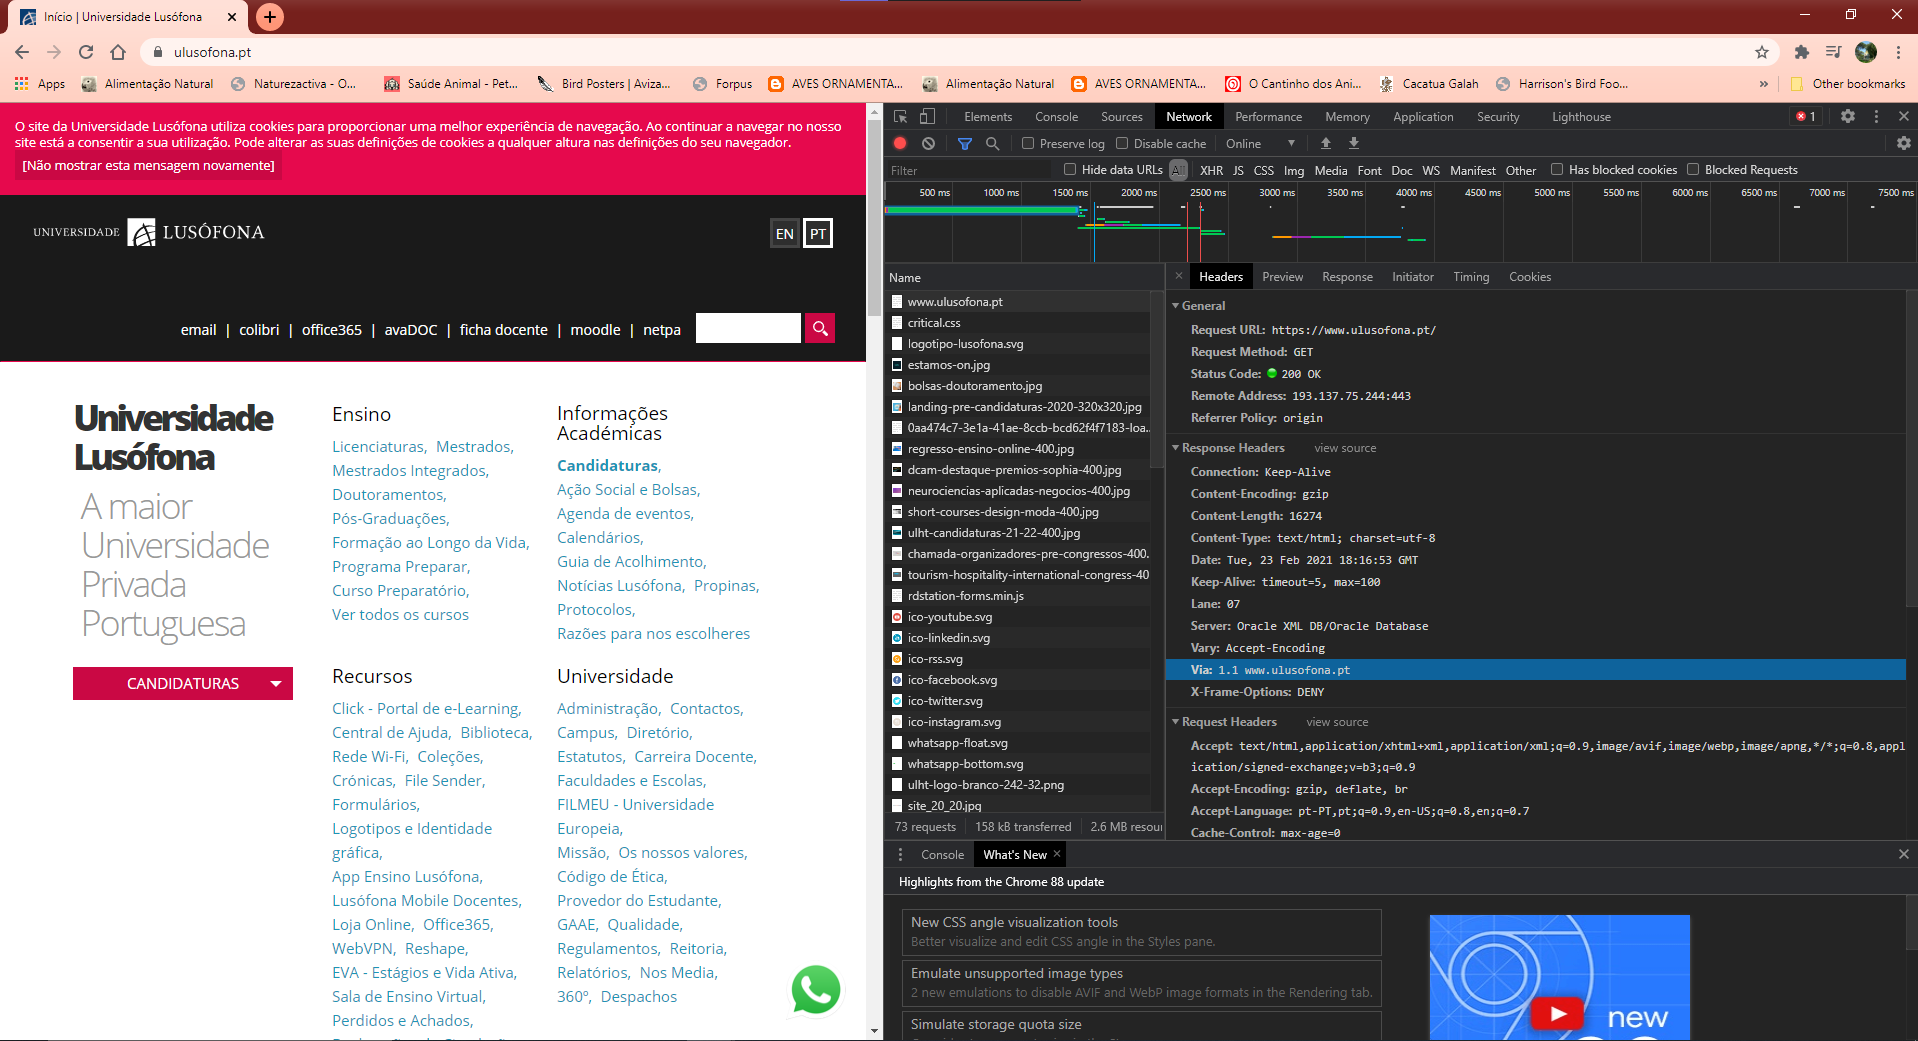 Início | Universidade Lusófona
ulusofona.pt
Apps
Alimentação Natural
Naturezactiva - O...
Saúde Animal - Pet...
Bird Posters | Aviza...
Forpus
AVES ORNAMENTA...
Alimentação Natural
AVES ORNAMENTA...
O Cantinho dos Ani...
Cacatua Galah
Harrison's Bird Foo...
»
Other bookmarks
O site da Universidade Lusófona utiliza cookies para proporcionar uma melhor experiência de navegação. Ao continuar a navegar no nosso
site está a consentir a sua utilização. Pode alterar as suas definições de cookies a qualquer altura nas definições do seu navegador.
[Não mostrar esta mensagem novamente]
UNIVERSIDADE LUSÓFONA
EN PT
email | colibri | office365 | avaDOC | ficha docente | moodle | netpa
Universidade
Lusófona
A maior
Universidade
Privada
Portuguesa
CANDIDATURAS
Ensino
Licenciaturas, Mestrados,
Mestrados Integrados,
Doutoramentos,
Pós-Graduações,
Formação ao Longo da Vida,
Programa Preparar,
Curso Preparatório,
Ver todos os cursos
Informações
Académicas
Candidaturas,
Ação Social e Bolsas,
Agenda de eventos,
Calendários,
Guia de Acolhimento,
Notícias Lusófona, Propinas,
Protocolos,
Razões para nos escolheres
Recursos
Click - Portal de e-Learning,
Central de Ajuda, Biblioteca,
Rede Wi-Fi, Coleções,
Crónicas, File Sender,
Formulários,
Logotipos e Identidade
gráfica,
App Ensino Lusófona,
Lusófona Mobile Docentes,
Loja Online, Office365,
WebVPN, Reshape,
EVA - Estágios e Vida Ativa,
Sala de Ensino Virtual,
Perdidos e Achados,
Universidade
Administração, Contactos,
Campus, Diretório,
Estatutos, Carreira Docente,
Faculdades e Escolas,
FILMEU - Universidade
Europeia,
Missão, Os nossos valores,
Código de Ética,
Provedor do Estudante,
GAAE, Qualidade,
Regulamentos, Reitoria,
Relatórios, Nos Media,
360º, Despachos
Elements Console Sources Network Performance Memory Application Security Lighthouse 1
Preserve log Disable cache Online
Filter Hide data URLs All XHR JS CSS Img Media Font Doc WS Manifest Other Has blocked cookies Blocked Requests
500 ms 1000 ms 1500 ms 2000 ms 2500 ms 3000 ms 3500 ms 4000 ms 4500 ms 5000 ms 5500 ms 6000 ms 6500 ms 7000 ms 7500 ms
Name
www.ulusofona.pt
critical.css
logotipo-lusofona.svg
estamos-on.jpg
bolsas-doutoramento.jpg
landing-pre-candidaturas-2020-320x320.jpg
0aa474c7-3e1a-41ae-8ccb-bcd62f4f7183-loa...
regresso-ensino-online-400.jpg
dcam-destaque-premios-sophia-400.jpg
neurociencias-aplicadas-negocios-400.jpg
short-courses-design-moda-400.jpg
ulht-candidaturas-21-22-400.jpg
chamada-organizadores-pre-congressos-400.
tourism-hospitality-international-congress-40
rdstation-forms.min.js
ico-youtube.svg
ico-linkedin.svg
ico-rss.svg
ico-facebook.svg
ico-twitter.svg
ico-instagram.svg
whatsapp-float.svg
whatsapp-bottom.svg
ulht-logo-branco-242-32.png
site_20_20.jpg
73 requests 158 kB transferred 2.6 MB resou
Headers Preview Response Initiator Timing Cookies
General
Request URL: https://www.ulusofona.pt/
Request Method: GET
Status Code: 200 OK
Remote Address: 193.137.75.244:443
Referrer Policy: origin
Response Headers view source
Connection: Keep-Alive
Content-Encoding: gzip
Content-Length: 16274
Content-Type: text/html; charset=utf-8
Date: Tue, 23 Feb 2021 18:16:53 GMT
Keep-Alive: timeout=5, max=100
Lane: 07
Server: Oracle XML DB/Oracle Database
Vary: Accept-Encoding
Via: 1.1 www.ulusofona.pt
X-Frame-Options: DENY
Request Headers view source
Accept: text/html,application/xhtml+xml,application/xml;q=0.9,image/avif,image/webp,image/apng,*/*;q=0.8,appl
ication/signed-exchange;v=b3;q=0.9
Accept-Encoding: gzip, deflate, br
Accept-Language: pt-PT,pt;q=0.9,en-US;q=0.8,en;q=0.7
Cache-Control: max-age=0
Console What's New
Highlights from the Chrome 88 update
New CSS angle visualization tools
Better visualize and edit CSS angle in the Styles pane.
Emulate unsupported image types
2 new emulations to disable AVIF and WebP image formats in the Rendering tab.
Simulate storage quota size
new